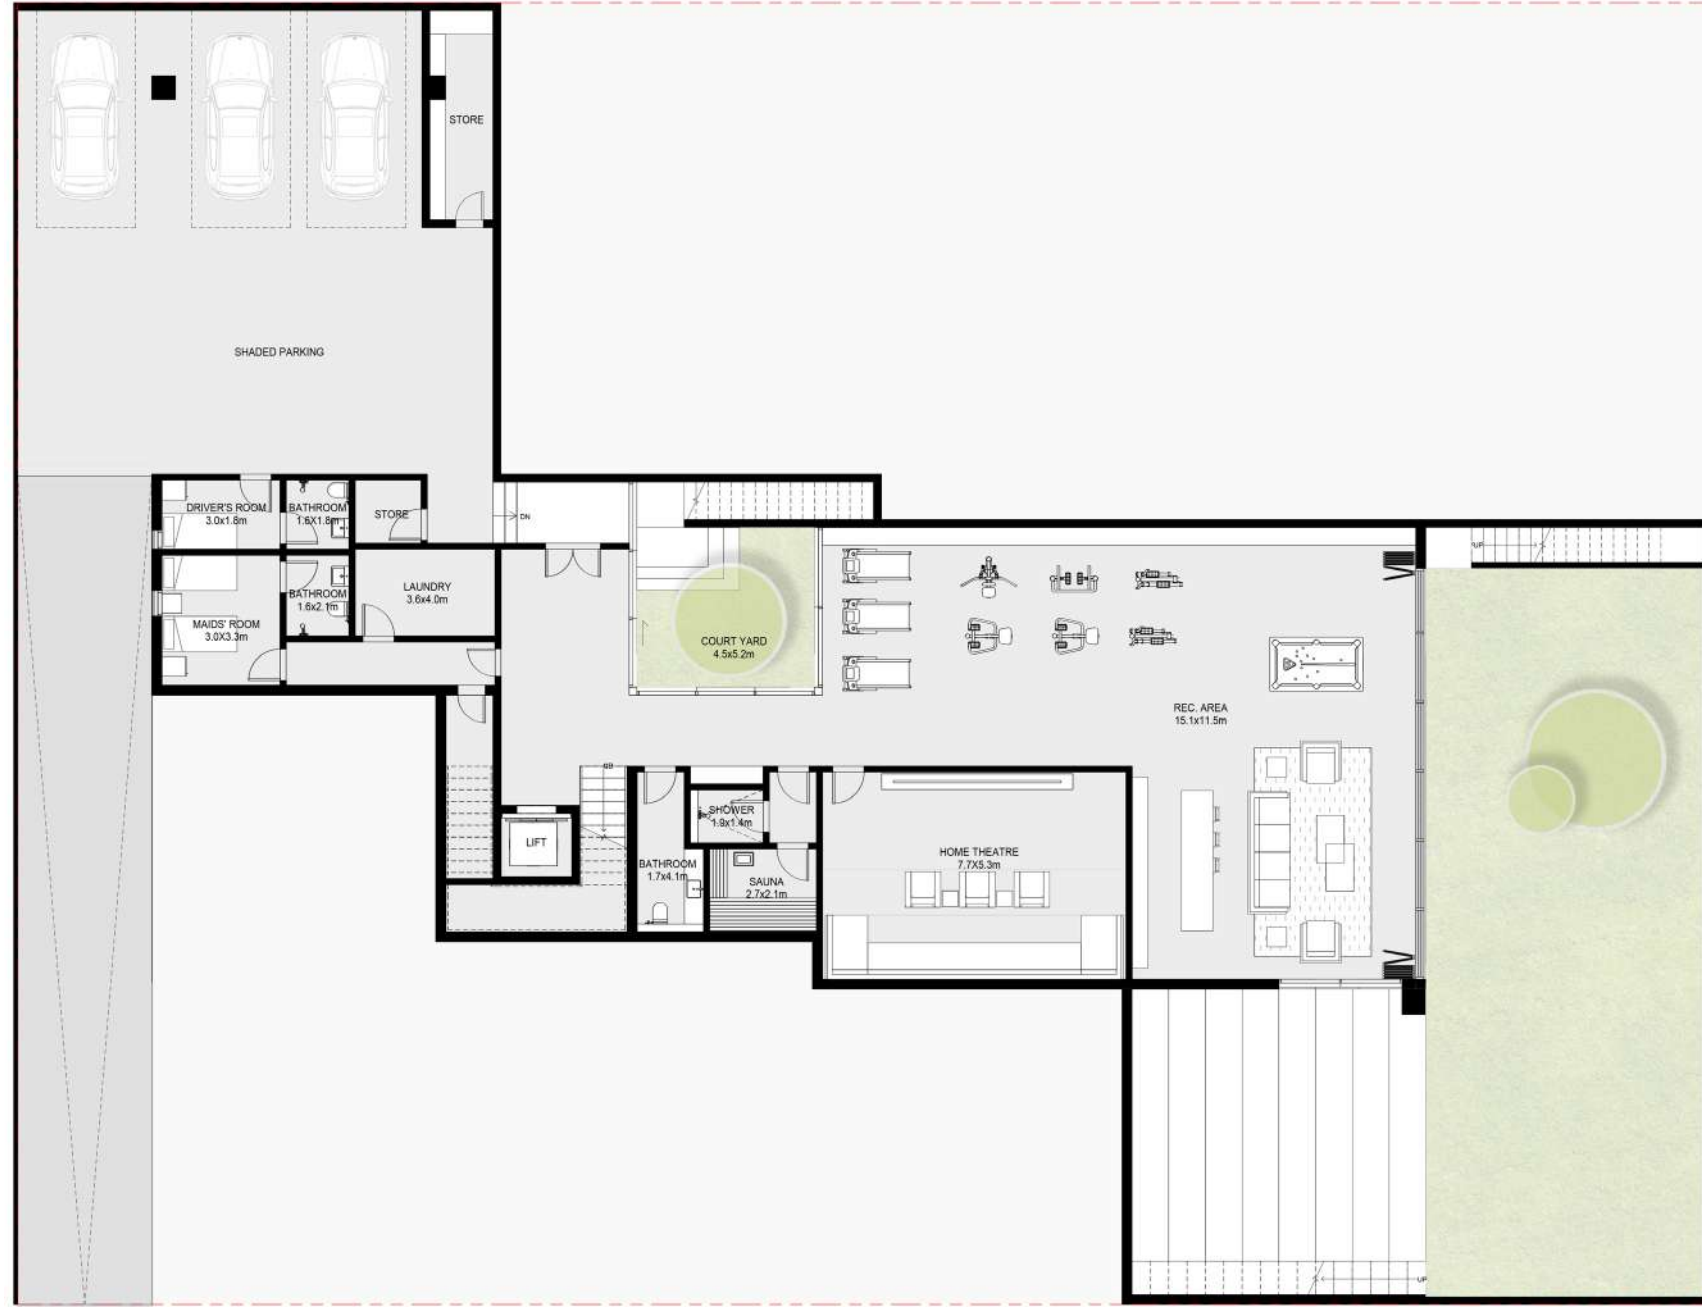 STORE
SHADED PARKING
DRIVER'S ROOM
3.0x1.8m
BATHROOM
1.6X1.8m
STORE
DN
UP
LAUNDRY
3.6x4.0m
BATHROOM
1.6x2.1m
MAIDS' ROOM
3.0X3.3m
COURT YARD
4.5x5.2m
REC. AREA
15.1x11.5m
SHOWER
1.9x1.4m
LIFT
HOME THEATRE
7.7X5.3m
BATHROOM
1.7x4.1m
SAUNA
2.7x2.1m
UP